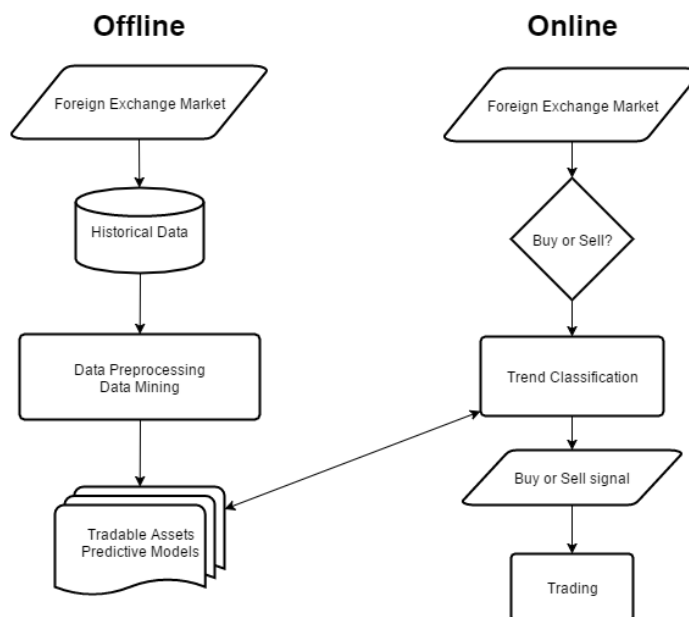 Offline
Foreign Exchange Market
Historical Data
Data Preprocessing
Data Mining
Tradable Assets
Predictive Models
Online
Foreign Exchange Market
Buy or Sell?
Trend Classification
Buy or Sell signal
Trading